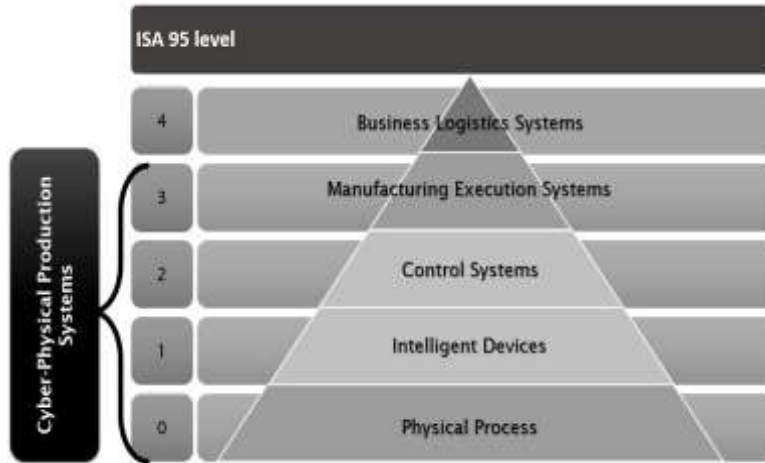 ISA 95 level
4
Business Logistics Systems
3
Manufacturing Execution Systems
2
Control Systems
1
Intelligent Devices
0
Physical Process
Cyber-Physical Production
Systems